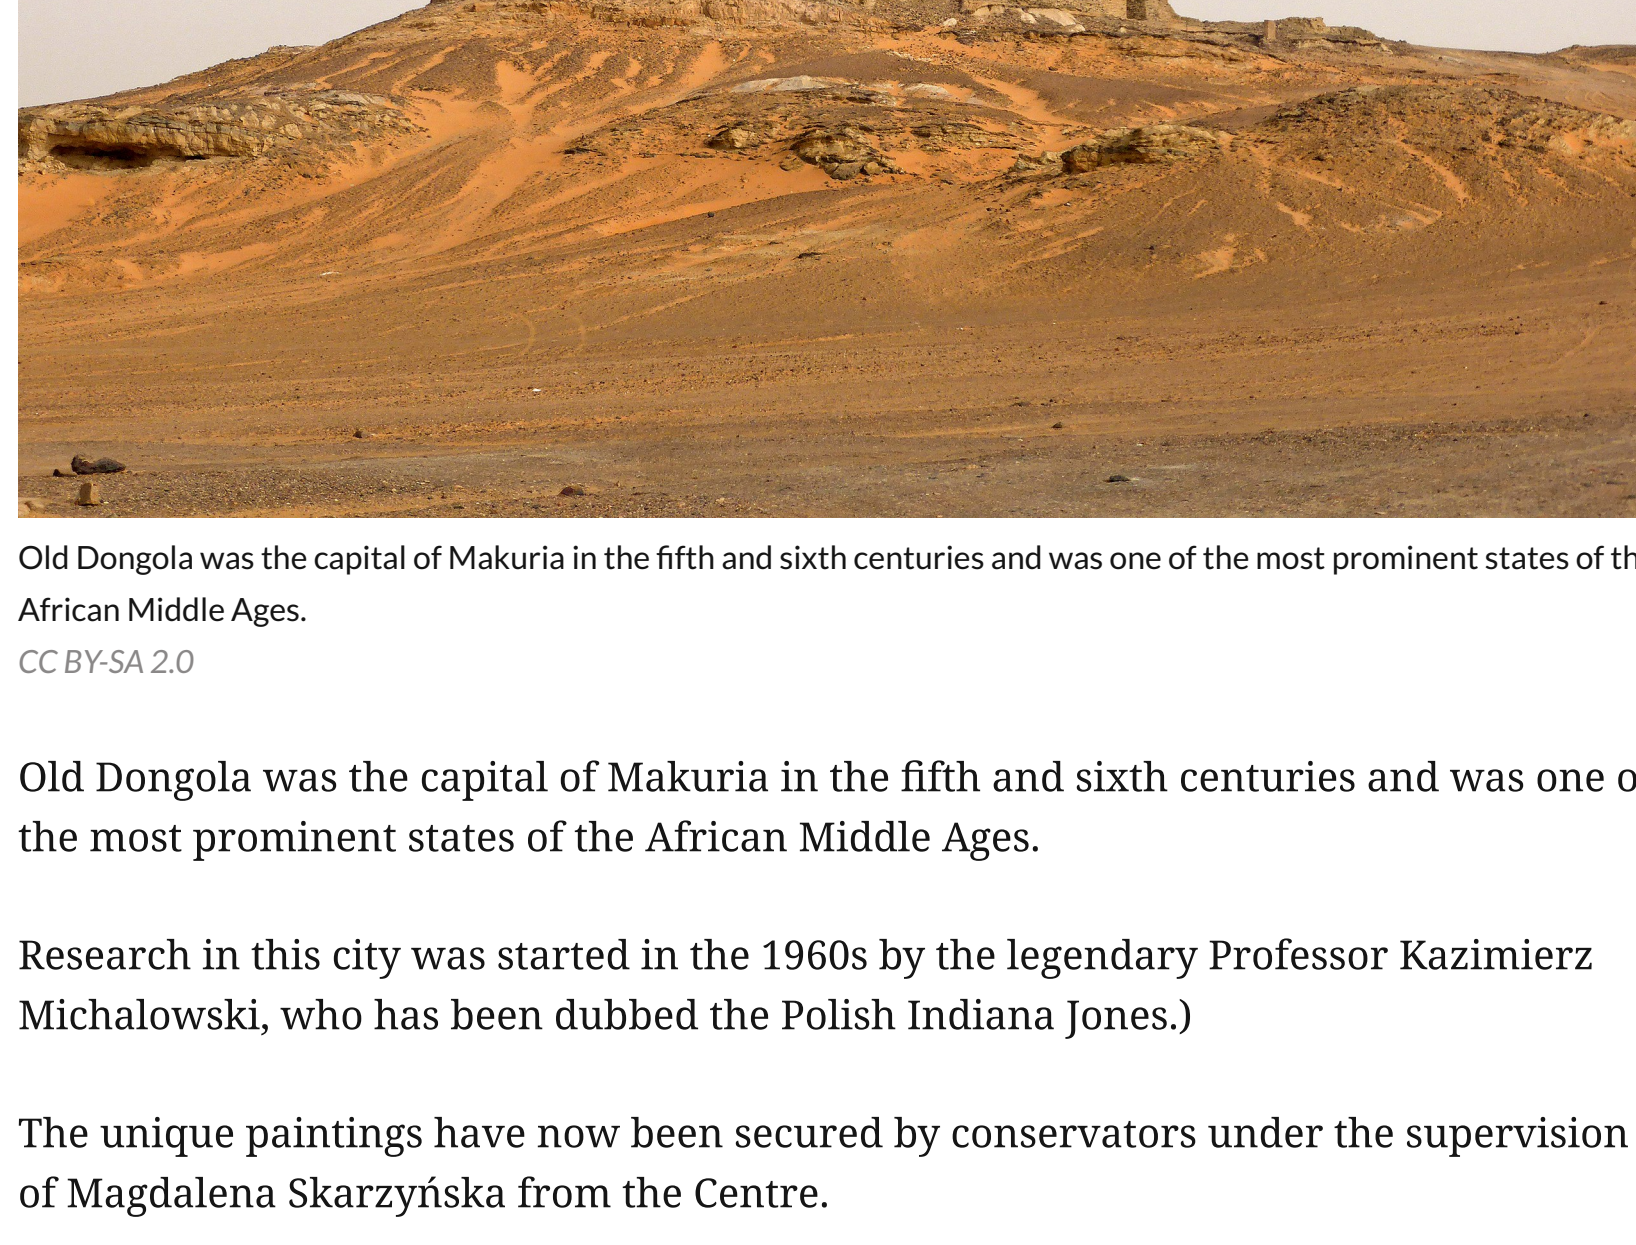 Old Dongola was the capital of Makuria in the fifth and sixth centuries and was one of the most prominent states of th
African Middle Ages.
CC BY-SA 2.0
Old Dongola was the capital of Makuria in the fifth and sixth centuries and was one o
the most prominent states of the African Middle Ages.
Research in this city was started in the 1960s by the legendary Professor Kazimierz
Michalowski, who has been dubbed the Polish Indiana Jones.)
The unique paintings have now been secured by conservators under the supervision
of Magdalena Skarzyńska from the Centre.